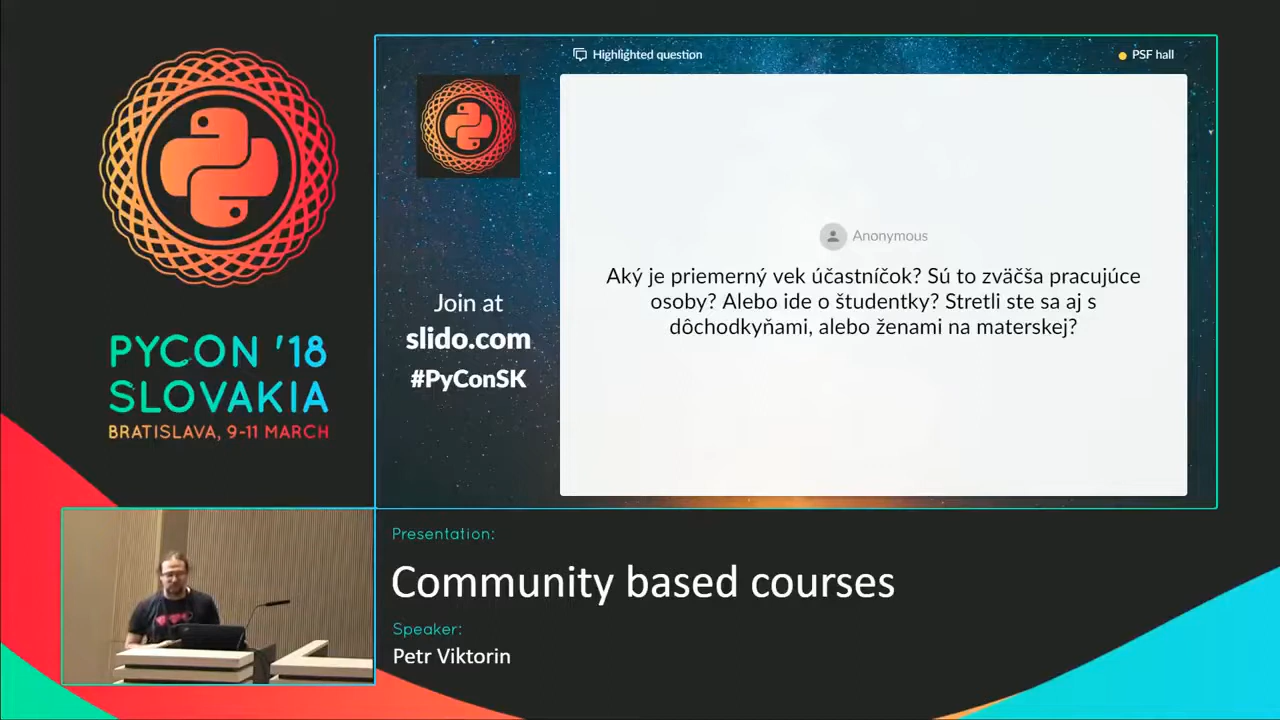 Highlighted question
PSF hall
Anonymous
Aký je priemerný vek účastníčok? Sú to zväčša pracujúce
osoby? Alebo ide o študentky? Stretli ste sa aj s
dôchodkyňami, alebo ženami na materskej?
Join at
slido.com
#PyConSK
PYCON '18
SLOVAKIA
BRATISLAVA, 9-11 MARCH
Presentation:
Community based courses
Speaker:
Petr Viktorin